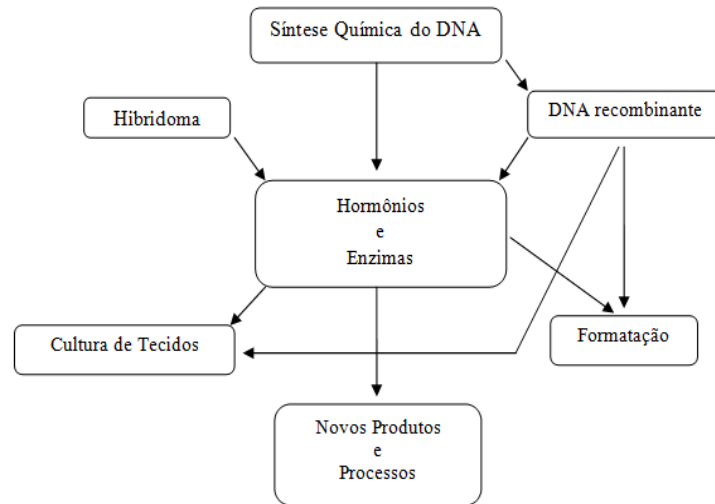 Síntese Química do DNA
DNA recombinante
Hibridoma
Hormônios
e
Enzimas
Formatação
Cultura de Tecidos
Novos Produtos
e
Processos